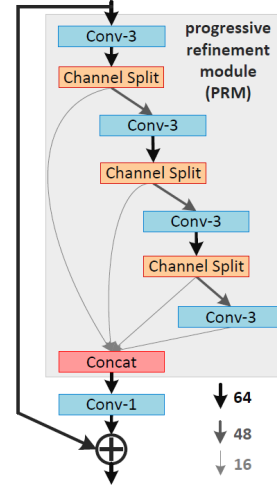 Conv-3
progressive
refinement
module
(PRM)
Channel Split
Conv-3
Channel Split
Conv-3
Channel Split
Conv-3
Concat
Conv-1
64
48
16